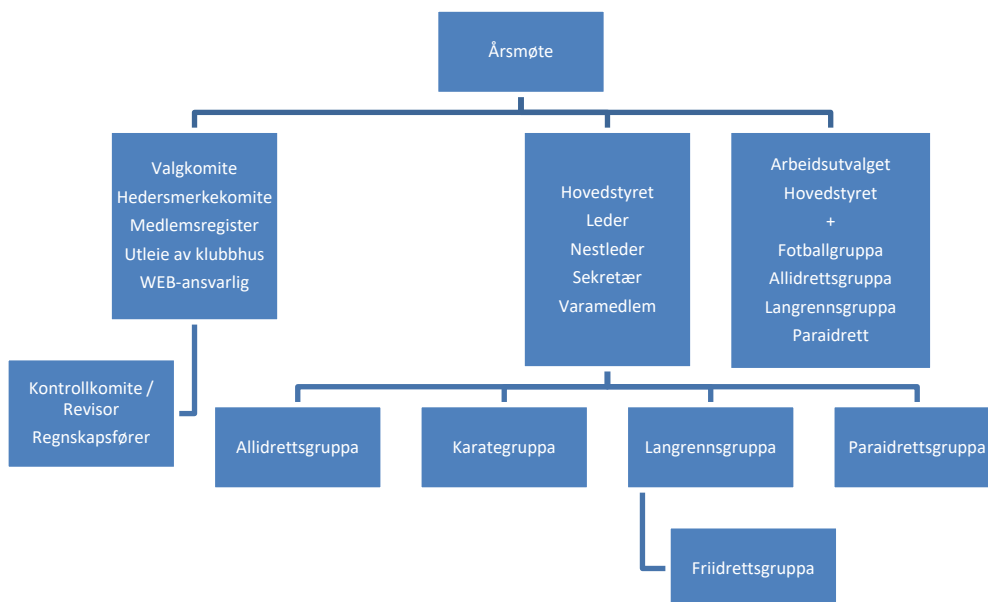 Årsmøte
Valgkomite
Hedersmerkekomite
Medlemsregister
Utleie av klubbhus
WEB-ansvarlig
Hovedstyret
Leder
Nestleder
Sekretær
Varamedlem
Arbeidsutvalget
Hovedstyret
+
Fotballgruppa
Allidrettsgruppa
Langrennsgruppa
Paraidrett
Kontrollkomite /
Revisor
Regnskapsfører
Allidrettsgruppa
Karategruppa
Langrennsgruppa
Paraidrettsgruppa
Friidrettsgruppa